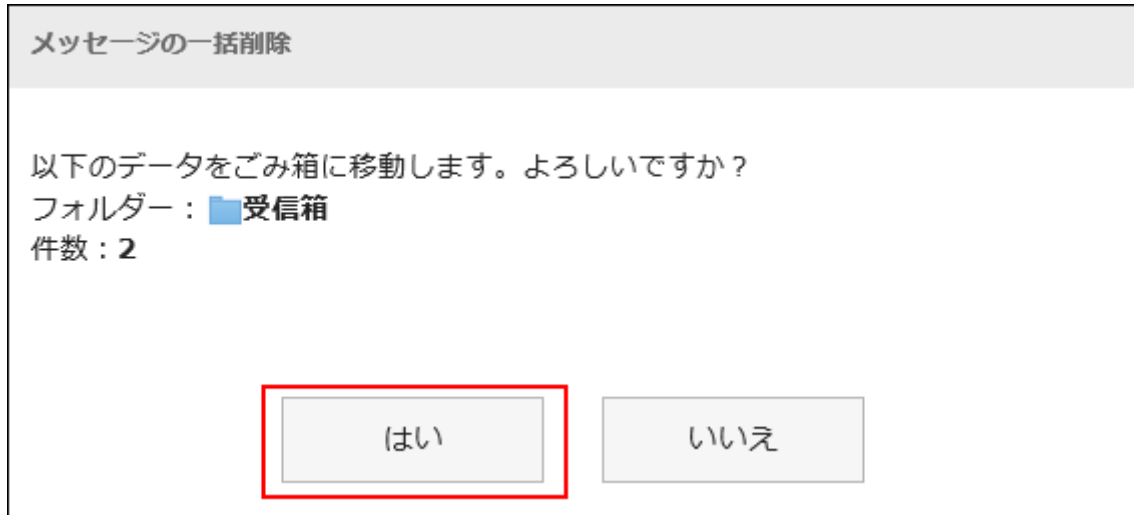 メッセージの一括削除
以下のデータをごみ箱に移動します。よろしいですか？
フォルダー：受信箱
件数：2
はい
いいえ